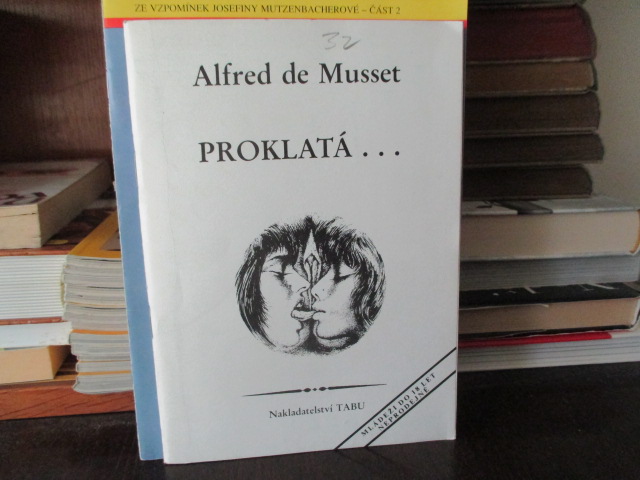 ZE VZPOMÍNEK JOSEFINY MUTZENBACHEROVÉ – ČÁST 2
32
Alfred de Musset
PROKLATÁ . . .
Nakladatelství TABU
MLÁDEŽI DO 18 LET
NEPRODEJNÉ